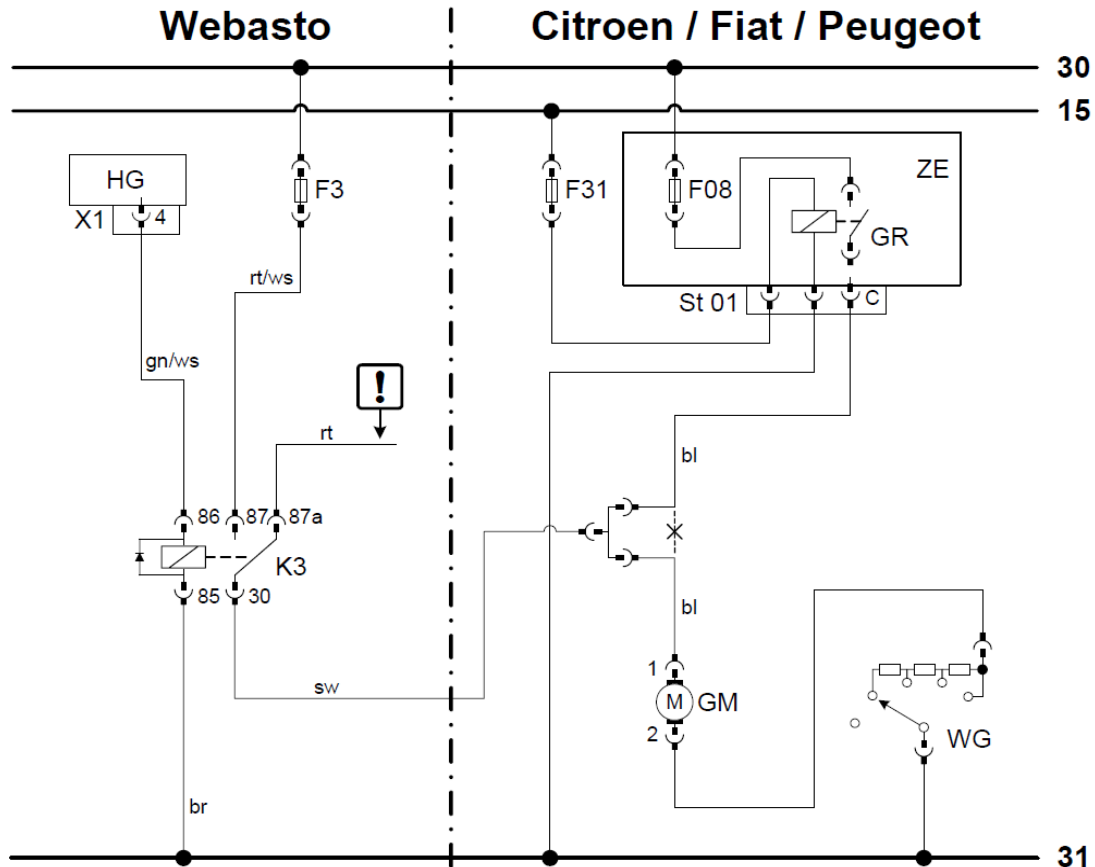 Webasto
Citroen / Fiat / Peugeot
30
15
HG
X1
4
F3
F31
F08
ZE
GR
St 01
C
rt/ws
gn/ws
!
rt
bl
86
87
87a
K3
85
30
bl
sw
1
M
GM
2
WG
br
31